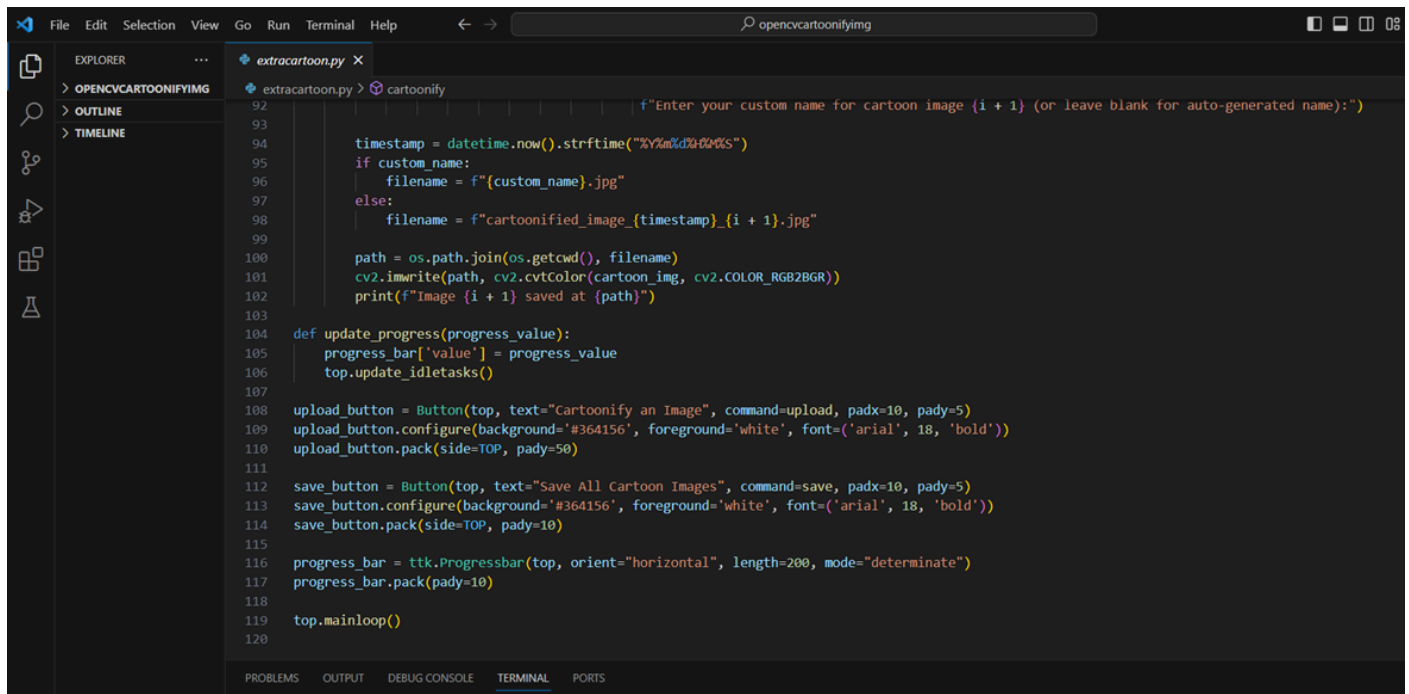 File Edit Selection View Go Run Terminal Help
opencvcartoonifyimg
EXPLORER
OPENCVCARTOONIFYIMG
OUTLINE
TIMELINE
extracartoon.py
extracartoon.py > cartoonify
92 f"Enter your custom name for cartoon image {i + 1} (or leave blank for auto-generated name):")
93
94 timestamp = datetime.now().strftime("%Y%m%d%H%M%S")
95 if custom_name:
96 filename = f"{custom_name}.jpg"
97 else:
98 filename = f"cartoonified_image_{timestamp}_{i + 1}.jpg"
99
100 path = os.path.join(os.getcwd(), filename)
101 cv2.imwrite(path, cv2.cvtColor(cartoon_img, cv2.COLOR_RGB2BGR))
102 print(f"Image {i + 1} saved at {path}")
103
104 def update_progress(progress_value):
105 progress_bar['value'] = progress_value
106 top.update_idletasks()
107
108 upload_button = Button(top, text="Cartoonify an Image", command=upload, padx=10, pady=5)
109 upload_button.configure(background='#364156', foreground='white', font=('arial', 18, 'bold'))
110 upload_button.pack(side=TOP, pady=50)
111
112 save_button = Button(top, text="Save All Cartoon Images", command=save, padx=10, pady=5)
113 save_button.configure(background='#364156', foreground='white', font=('arial', 18, 'bold'))
114 save_button.pack(side=TOP, pady=10)
115
116 progress_bar = ttk.Progressbar(top, orient="horizontal", length=200, mode="determinate")
117 progress_bar.pack(pady=10)
118
119 top.mainloop()
120
PROBLEMS OUTPUT DEBUG CONSOLE TERMINAL PORTS